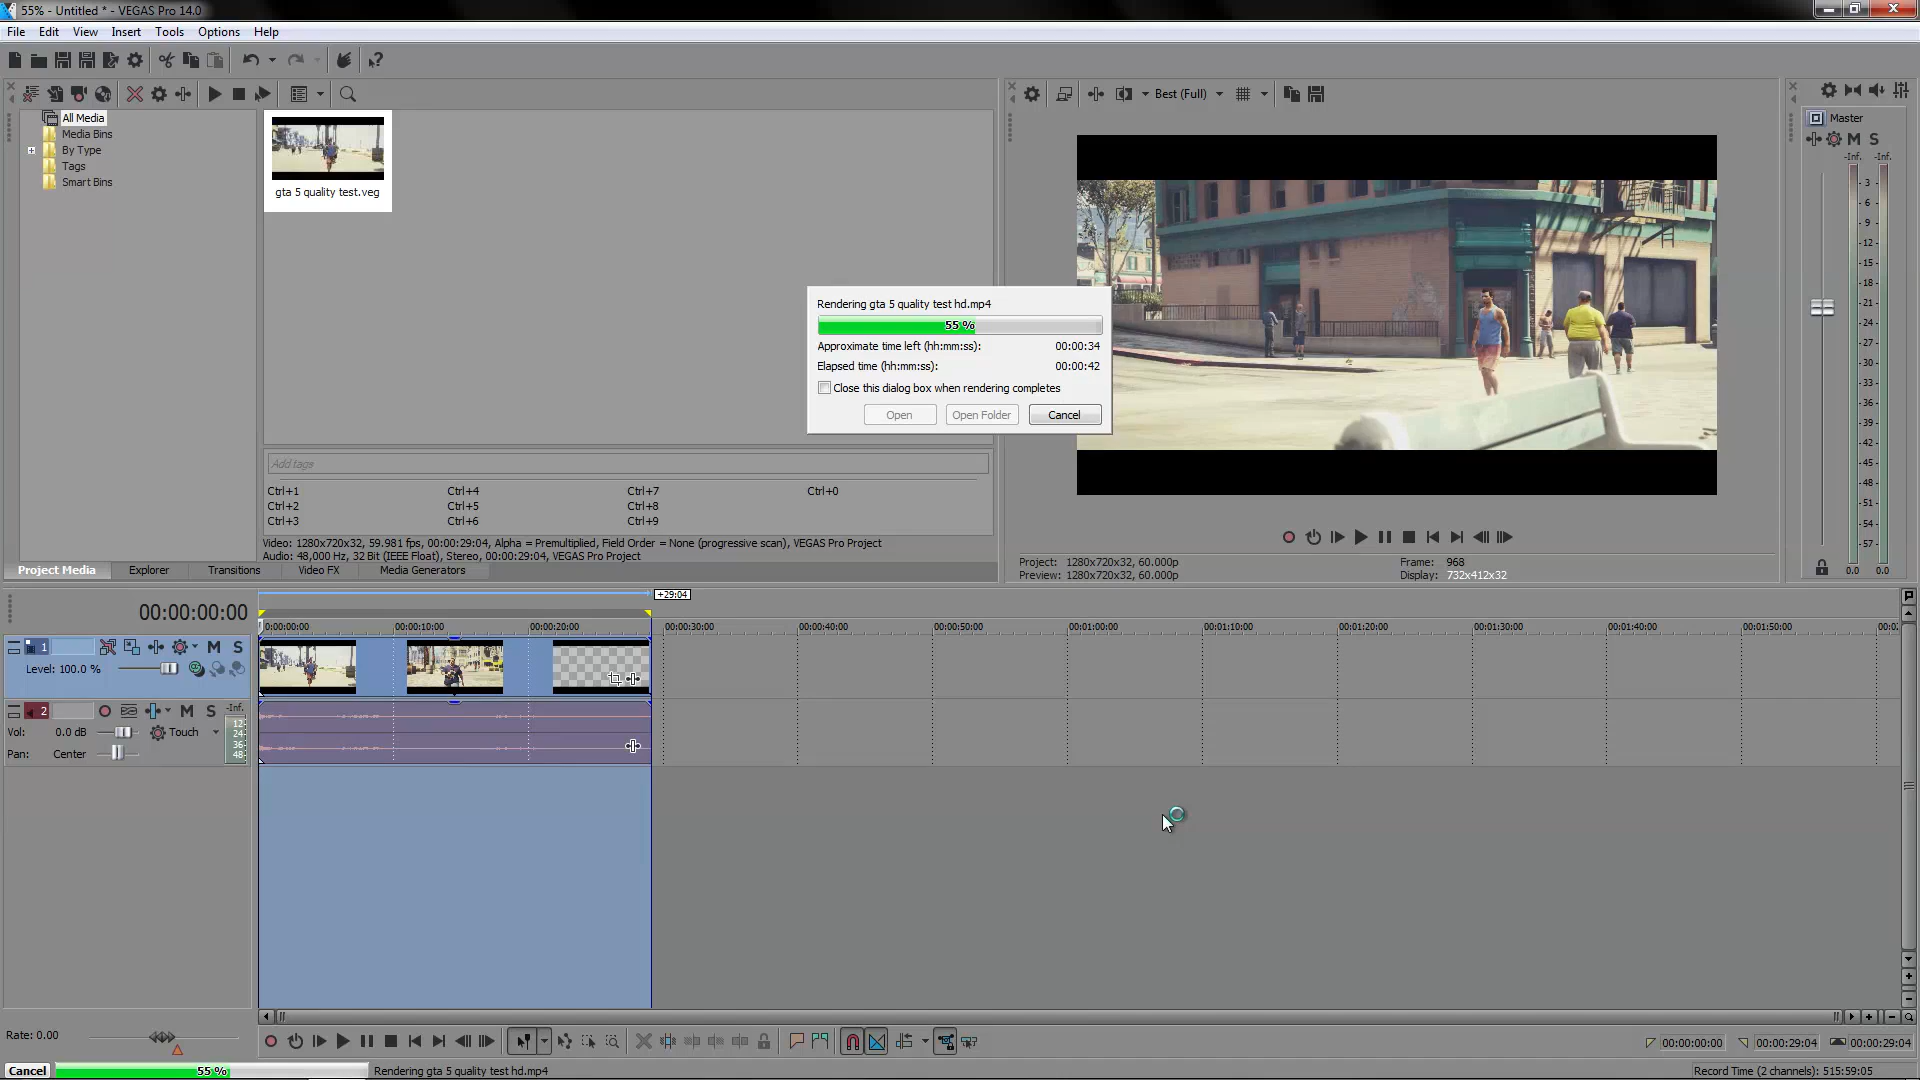 55% - Untitled * - VEGAS Pro 14.0
File Edit View Insert Tools Options Help
Best (Full)
All Media
Media Bins
By Type
Tags
Smart Bins
gta 5 quality test.veg
Master
M S
-Inf. -Inf.
- 3 -
- 6 -
- 9 -
-12-
-15-
-18-
-21-
-24-
-27-
-30-
-33-
-36-
-39-
-42-
-45-
-48-
-51-
-54-
-57-
0.0 0.0
Rendering gta 5 quality test hd.mp4
55 %
Approximate time left (hh:mm:ss): 00:00:34
Elapsed time (hh:mm:ss): 00:00:42
Close this dialog box when rendering completes
Open Open Folder Cancel
Add tags
Ctrl+1 Ctrl+4 Ctrl+7 Ctrl+0
Ctrl+2 Ctrl+5 Ctrl+8
Ctrl+3 Ctrl+6 Ctrl+9
Video: 1280x720x32, 59.981 fps, 00:00:29:04, Alpha = Premultiplied, Field Order = None (progressive scan), VEGAS Pro Project
Audio: 48,000 Hz, 32 Bit (IEEE Float), Stereo, 00:00:29:04, VEGAS Pro Project
Project Media Explorer Transitions Video FX Media Generators
Project: 1280x720x32, 60.000p Frame: 968
Preview: 1280x720x32, 60.000p Display: 732x412x32
00:00:00:00
+29:04
0:00:00:00 00:00:10:00 00:00:20:00 00:00:30:00 00:00:40:00 00:00:50:00 00:01:00:00 00:01:10:00 00:01:20:00 00:01:30:00 00:01:40:00 00:01:50:00
1 M S
Level: 100.0 %
2 M S -Inf.
Vol: 0.0 dB Touch
Pan: Center
12-
24-
36-
48-
Rate: 0.00
00:00:00:00 00:00:29:04 00:00:29:04
Cancel 55 % Rendering gta 5 quality test hd.mp4 Record Time (2 channels): 515:59:05